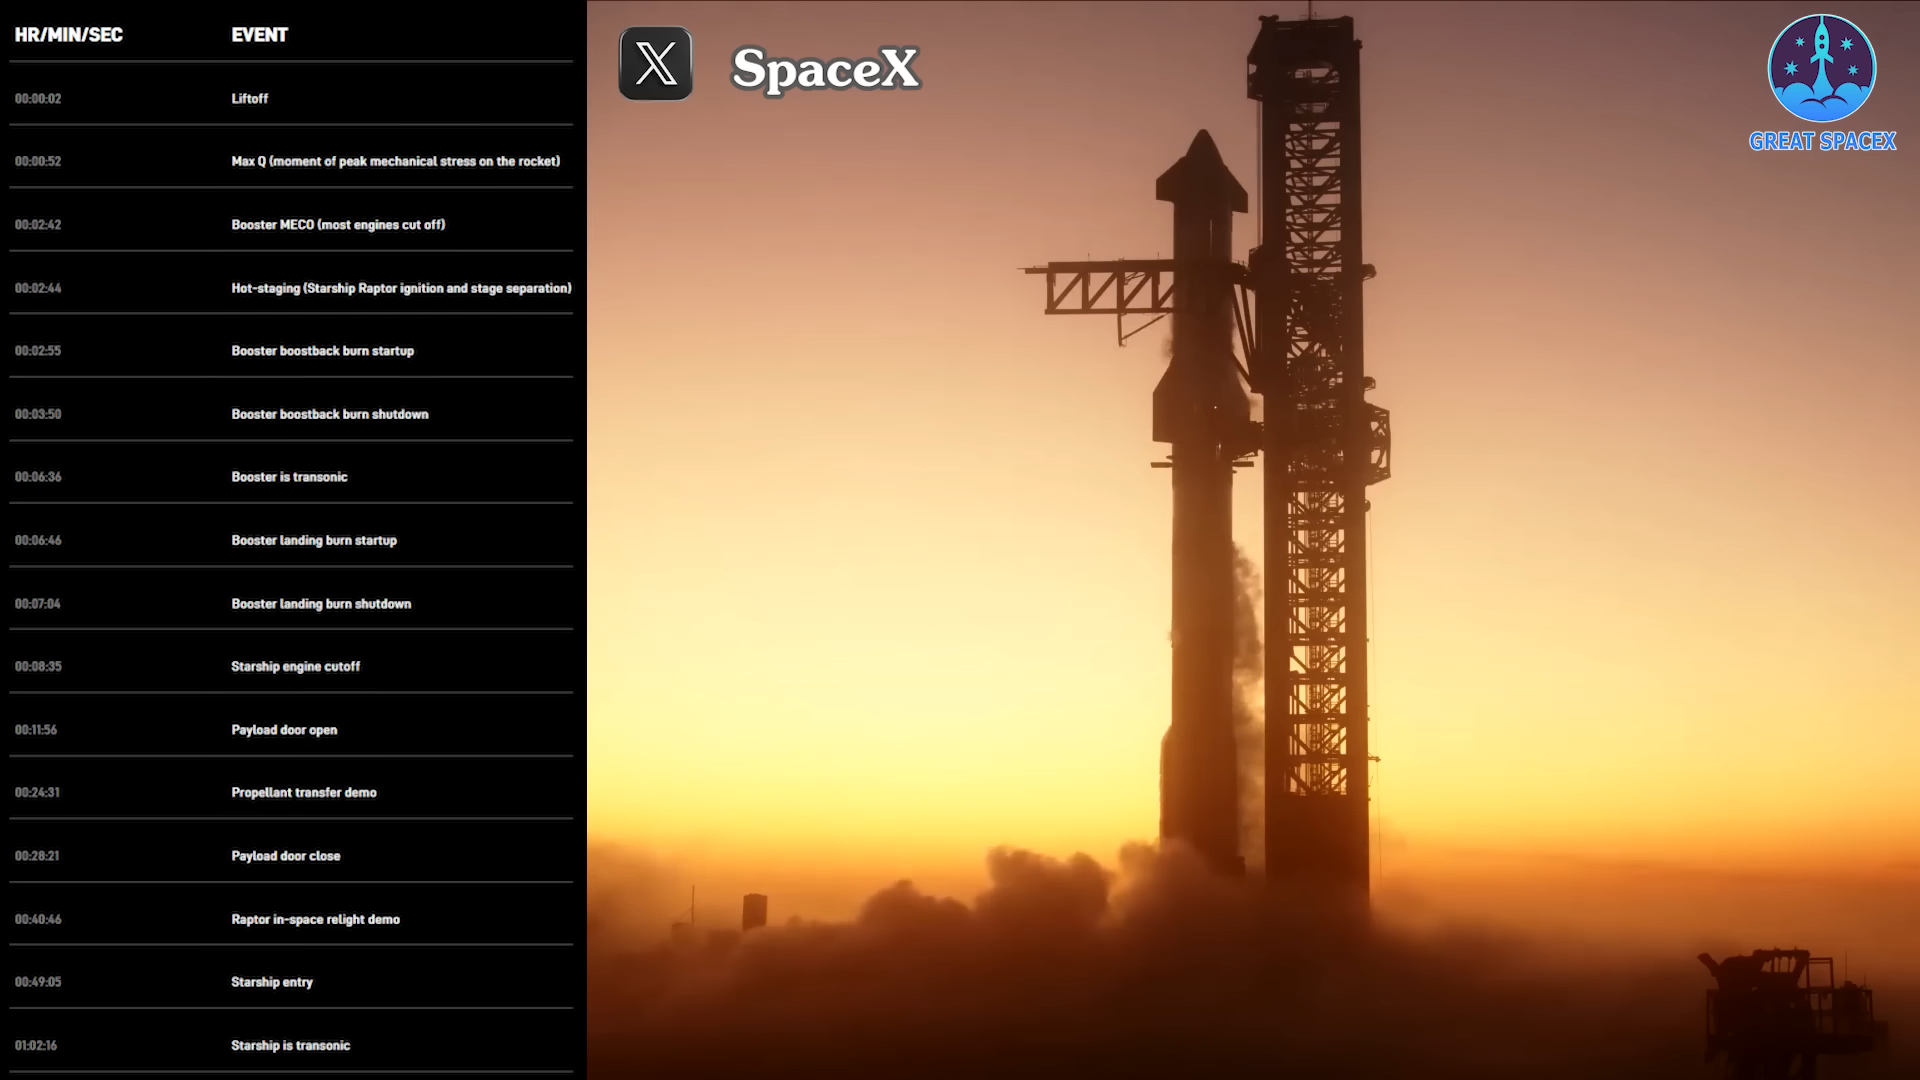 HR/MIN/SEC EVENT
00:00:02 Liftoff
00:00:52 Max Q (moment of peak mechanical stress on the rocket)
00:02:42 Booster MECO (most engines cut off)
00:02:44 Hot-staging (Starship Raptor ignition and stage separation)
00:02:55 Booster boostback burn startup
00:03:50 Booster boostback burn shutdown
00:06:36 Booster is transonic
00:06:46 Booster landing burn startup
00:07:04 Booster landing burn shutdown
00:08:35 Starship engine cutoff
00:11:56 Payload door open
00:24:31 Propellant transfer demo
00:28:21 Payload door close
00:40:46 Raptor in-space relight demo
00:49:05 Starship entry
01:02:16 Starship is transonic
X SpaceX
GREAT SPACEX